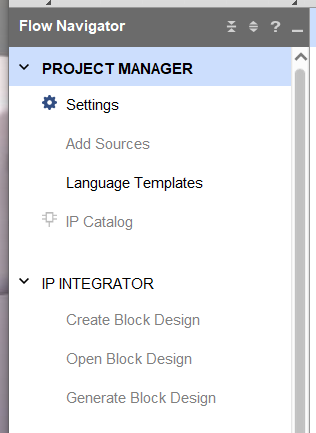 Flow Navigator ?
PROJECT MANAGER
Settings
Add Sources
Language Templates
IP Catalog
IP INTEGRATOR
Create Block Design
Open Block Design
Generate Block Design